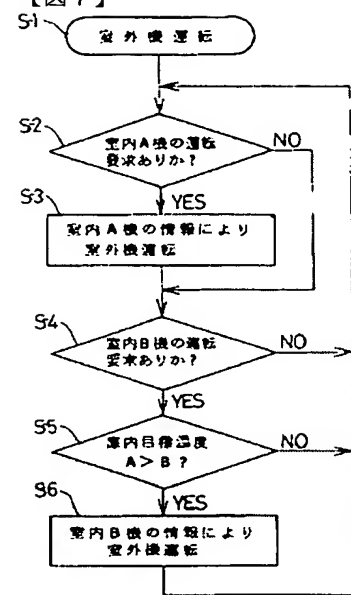 【図7】
S-1
室外機運転
S-2
室内A機の運転
要求ありか?
NO
YES
S-3
室内A機の情報により
室外機運転
S-4
室内B機の運転
要求ありか?
NO
YES
S-5
庫内目標温度
A>B?
NO
YES
S6
室内B機の情報により
室外機運転